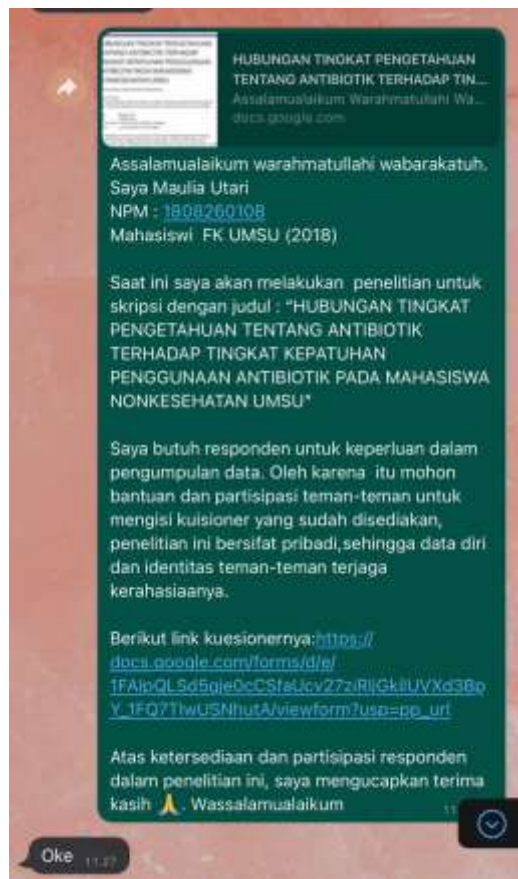 HUBUNGAN TINGKAT PENGETAHUAN
TENTANG ANTIBIOTIK TERHADAP TIN...
Assalamualaikum Warahmatullahi Wa...
docs.google.com
Assalamualaikum warahmatullahi wabarakatuh.
Saya Maulia Utari
NPM : 1808260108
Mahasiswi FK UMSU (2018)
Saat ini saya akan melakukan penelitian untuk
skripsi dengan judul : "HUBUNGAN TINGKAT
PENGETAHUAN TENTANG ANTIBIOTIK
TERHADAP TINGKAT KEPATUHAN
PENGGUNAAN ANTIBIOTIK PADA MAHASISWA
NONKESEHATAN UMSU"
Saya butuh responden untuk keperluan dalam
pengumpulan data. Oleh karena itu mohon
bantuan dan partisipasi teman-teman untuk
mengisi kuisioner yang sudah disediakan,
penelitian ini bersifat pribadi,sehingga data diri
dan identitas teman-teman terjaga
kerahasiaanya.
Berikut link kuesionernya:https://
docs.google.com/forms/d/e/
Atas ketersediaan dan partisipasi responden
dalam penelitian ini, saya mengucapkan terima
kasih 🙏. Wassalamualaikum
Oke 11.27